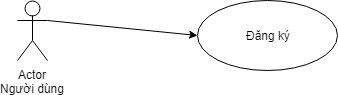 Đăng ký
Actor
Người dùng